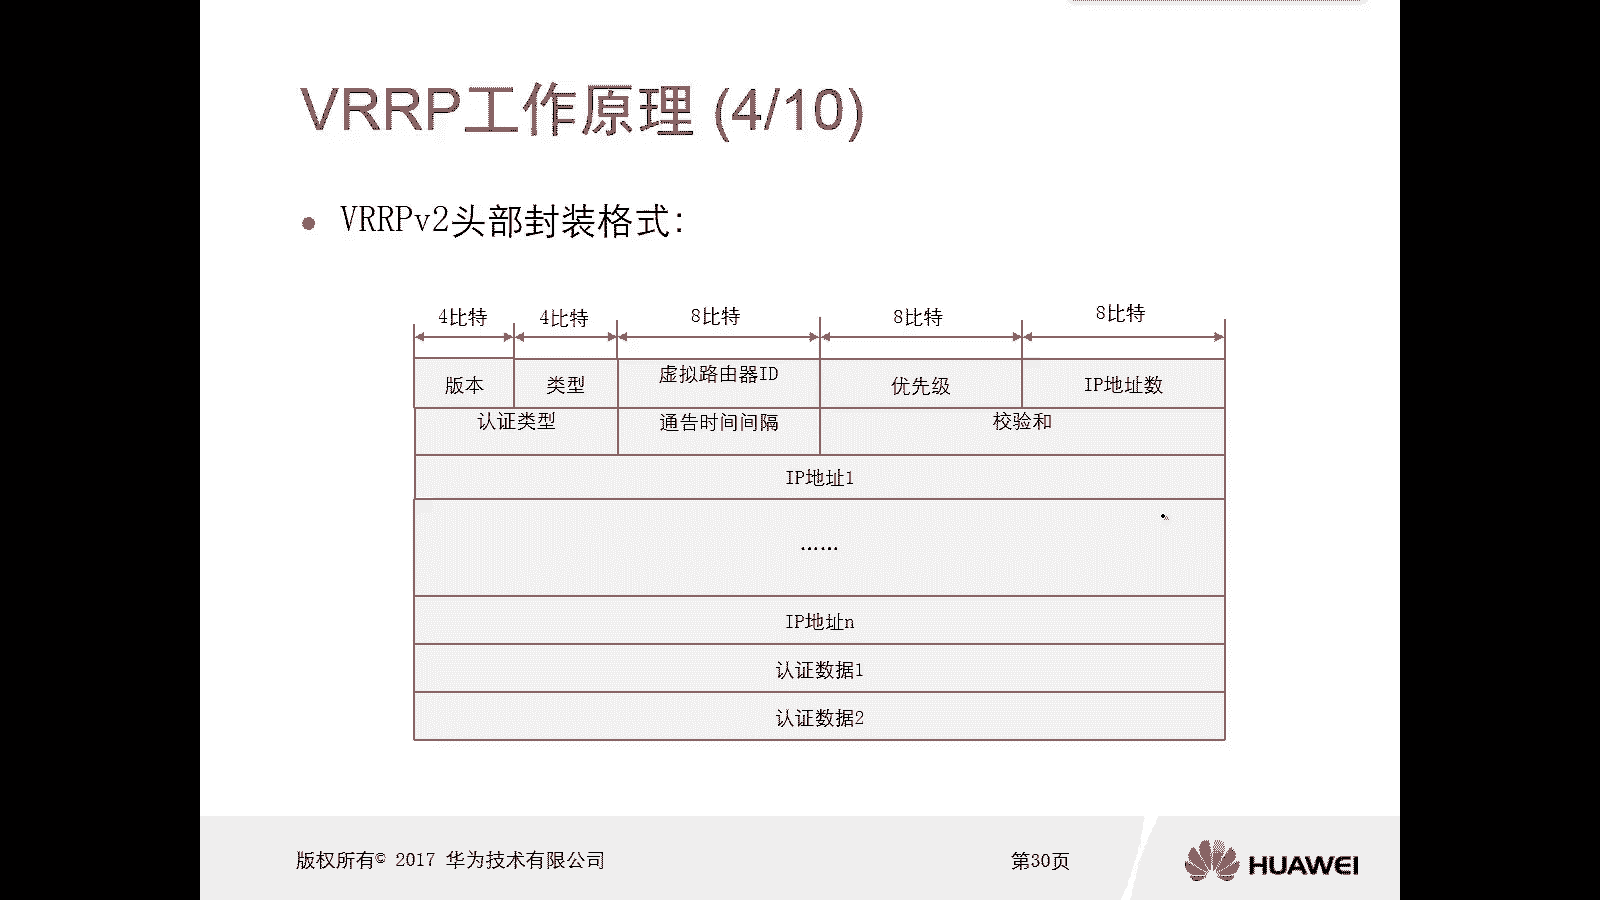 VRRP工作原理 (4/10)
VRRPv2头部封装格式:
4比特 4比特 8比特 8比特 8比特
版本 类型 虚拟路由器ID 优先级 IP地址数
认证类型 通告时间间隔 校验和
IP地址1
......
IP地址n
认证数据1
认证数据2
版权所有© 2017 华为技术有限公司 第30页 HUAWEI